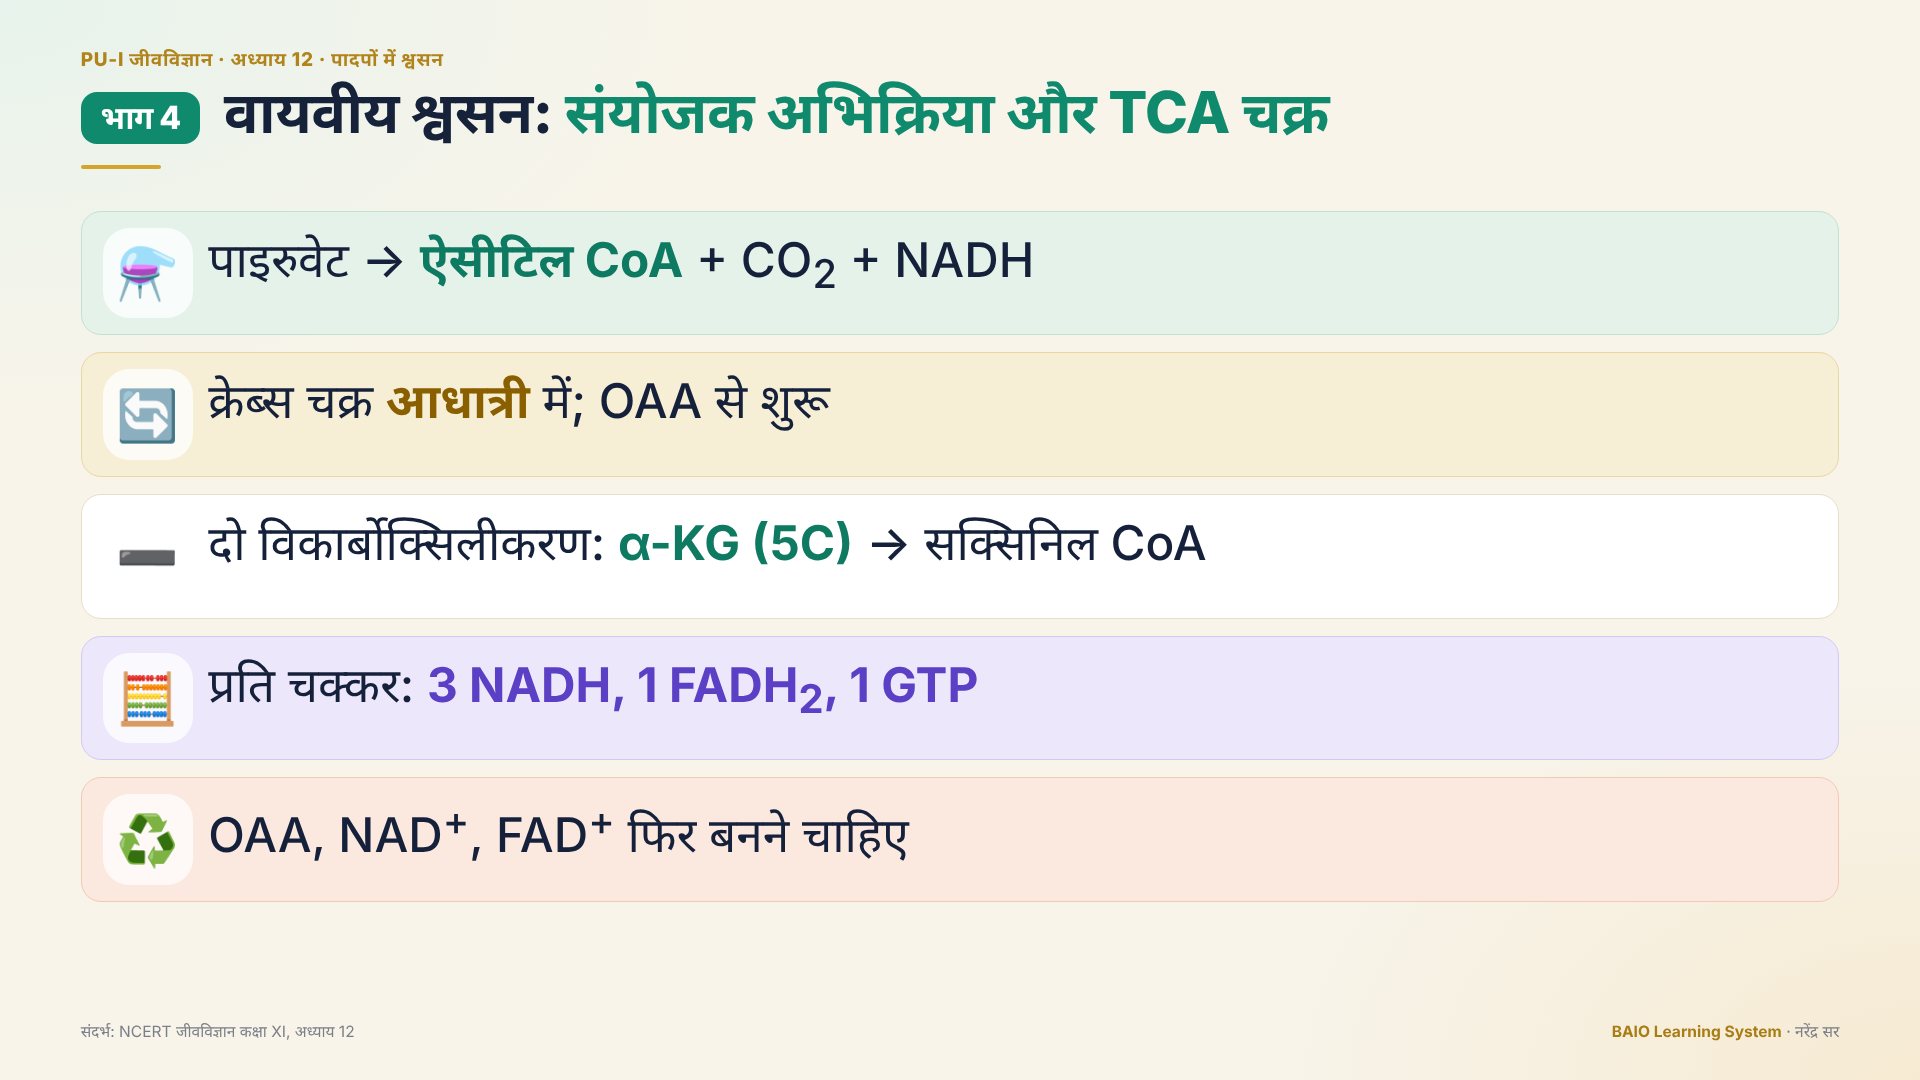 PU-I जीवविज्ञान · अध्याय 12 · पादपों में श्वसन
भाग 4 वायवीय श्वसन: संयोजक अभिक्रिया और TCA चक्र
पाइरुवेट → ऐसीटिल CoA + CO₂ + NADH
क्रेब्स चक्र आधात्री में; OAA से शुरू
दो विकार्बोक्सिलीकरण: α-KG (5C) → सक्सिनिल CoA
प्रति चक्कर: 3 NADH, 1 FADH₂, 1 GTP
OAA, NAD⁺, FAD⁺ फिर बनने चाहिए
संदर्भ: NCERT जीवविज्ञान कक्षा XI, अध्याय 12
BAIO Learning System · नरेंद्र सर